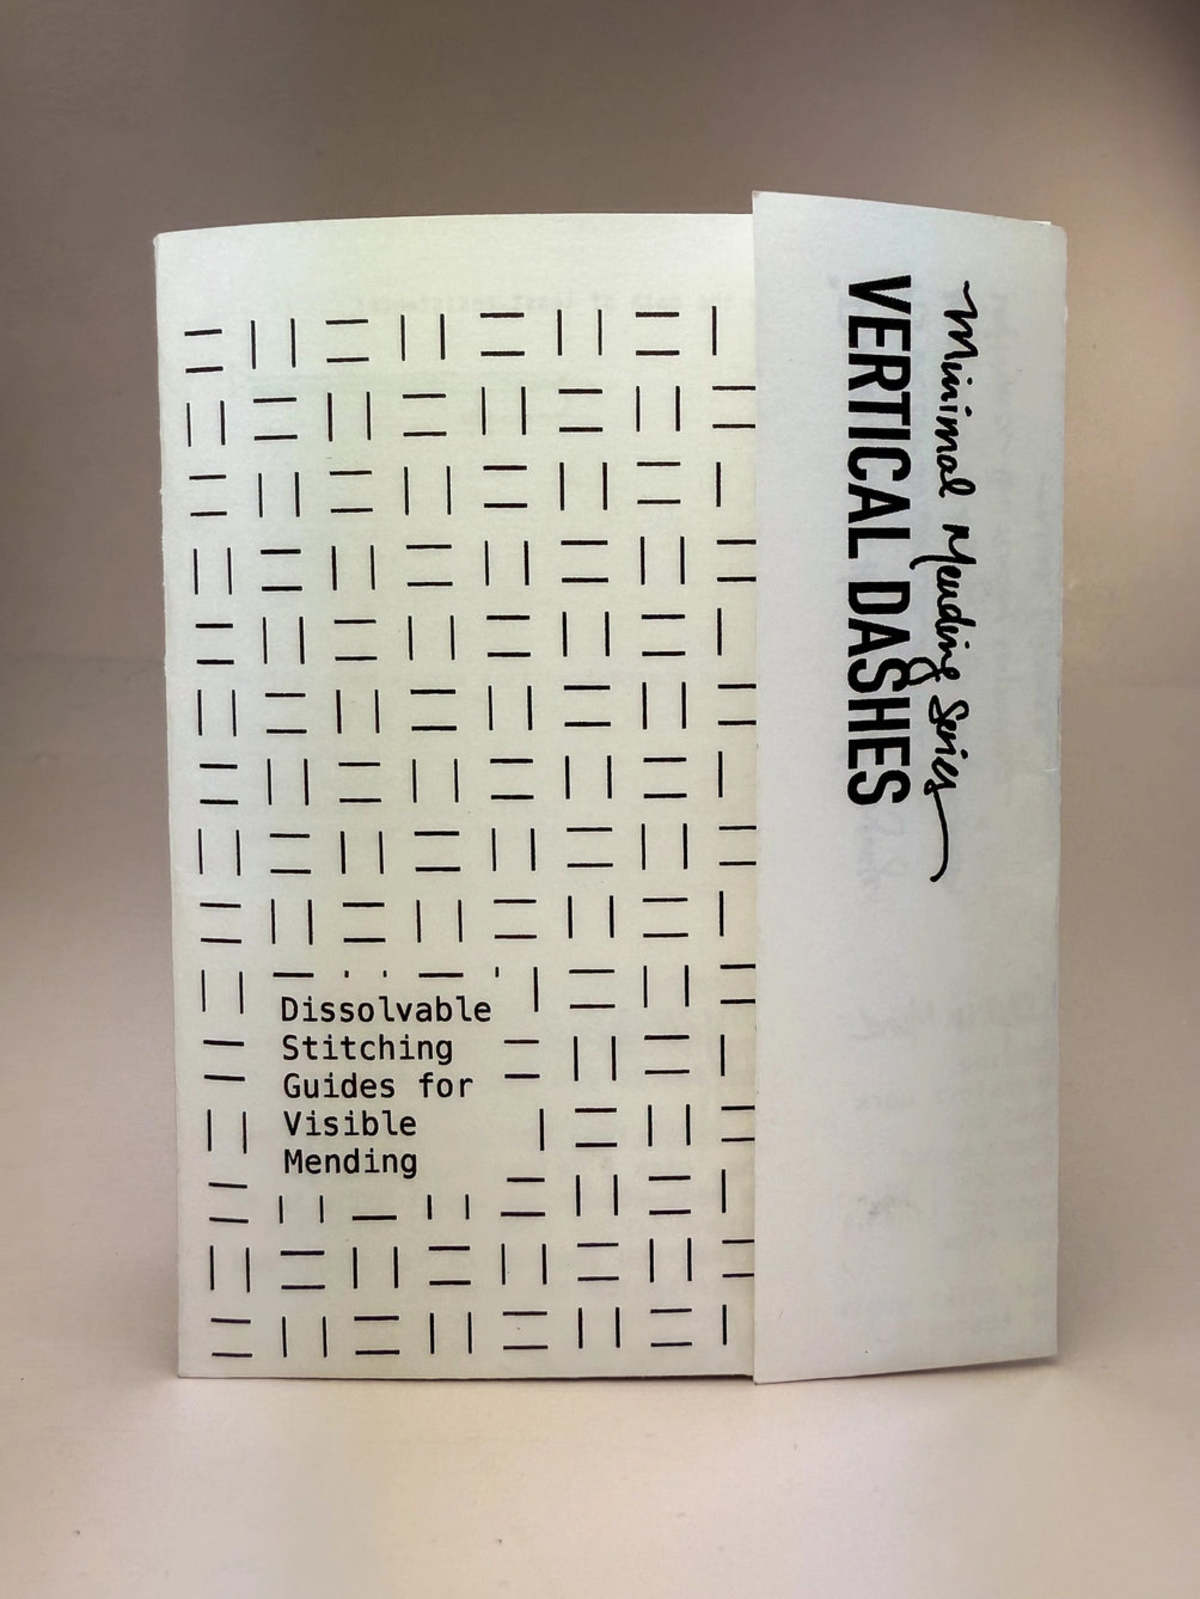 Minimal Mending Series
VERTICAL DASHES
Dissolvable
Stitching
Guides for
Visible
Mending